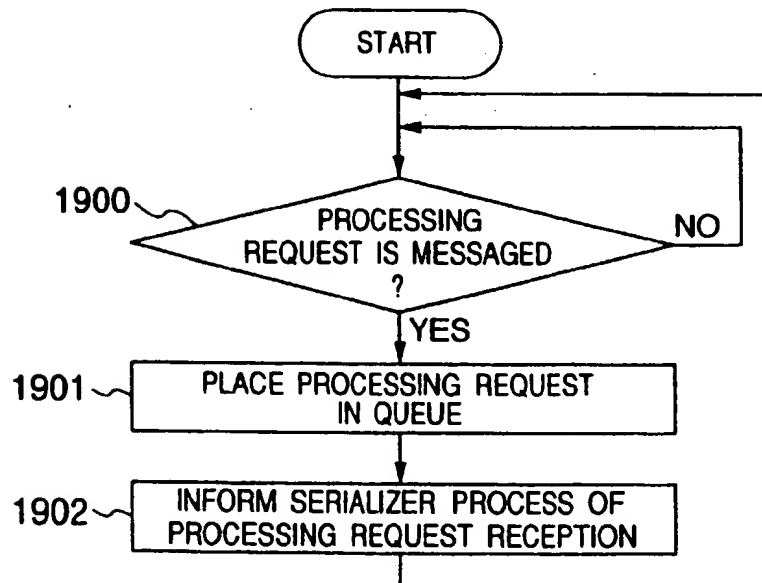 START
1900
PROCESSING
REQUEST IS MESSAGED
?
NO
YES
1901
PLACE PROCESSING REQUEST
IN QUEUE
1902
INFORM SERIALIZER PROCESS OF
PROCESSING REQUEST RECEPTION